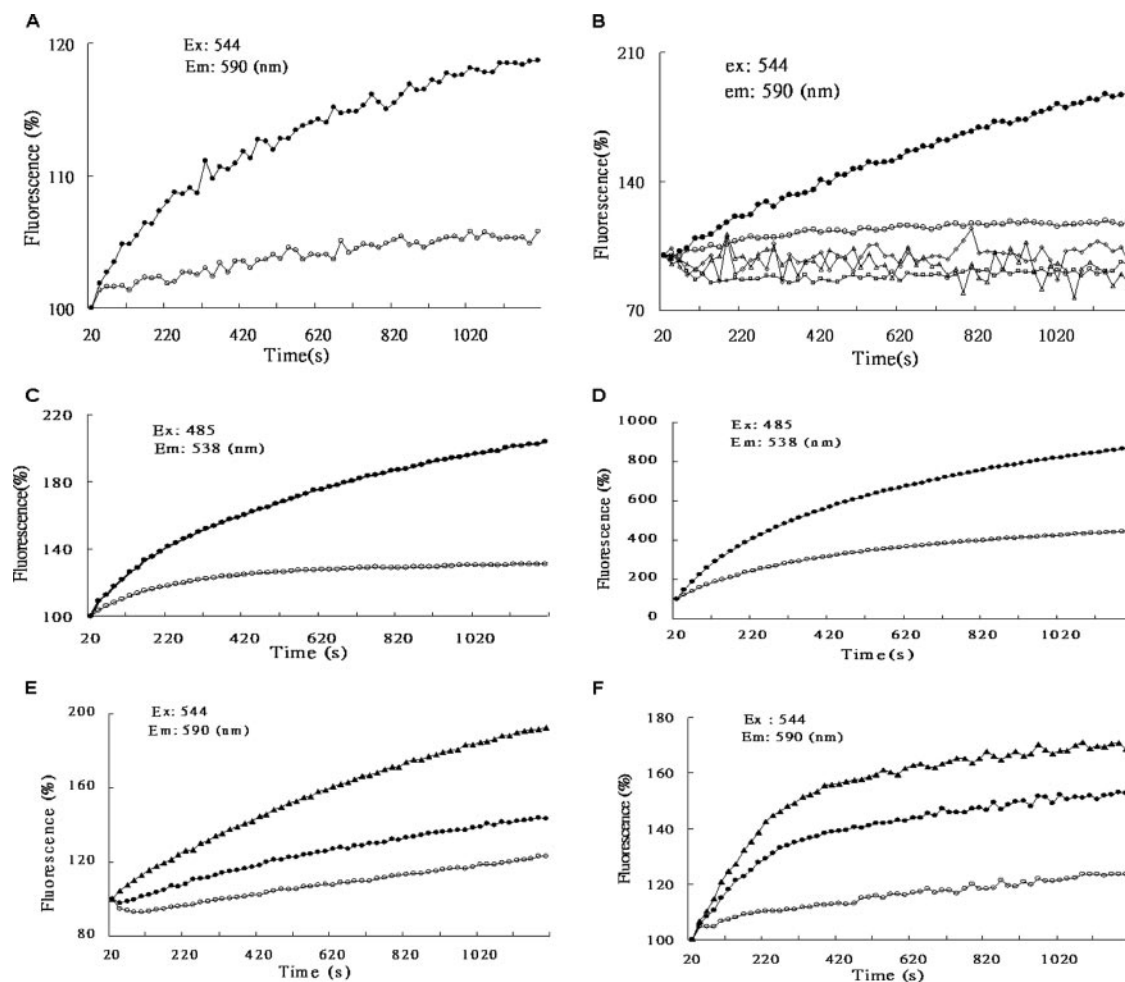 A
Ex: 544
Em: 590 (nm)
Fluorescence (%)
120
110
100
20 220 420 620 820 1020
Time(s)
B
ex: 544
em: 590 (nm)
Fluorescence(%)
210
140
70
20 220 420 620 820 1020
Time(s)
C
Ex: 485
Em: 538 (nm)
Fluorescence(%)
220
180
140
100
20 220 420 620 820 1020
Time (s)
D
Ex: 485
Em: 538 (nm)
Fluorescence (%)
1000
800
600
400
200
0
20 220 420 620 820 1020
Time(s)
E
Ex: 544
Em: 590 (nm)
Fluorescence (%)
200
160
120
80
20 220 420 620 820 1020
Time (s)
F
Ex : 544
Em: 590 (nm)
Fluorescence (%)
180
160
140
120
100
20 220 420 620 820 1020
Time (s)